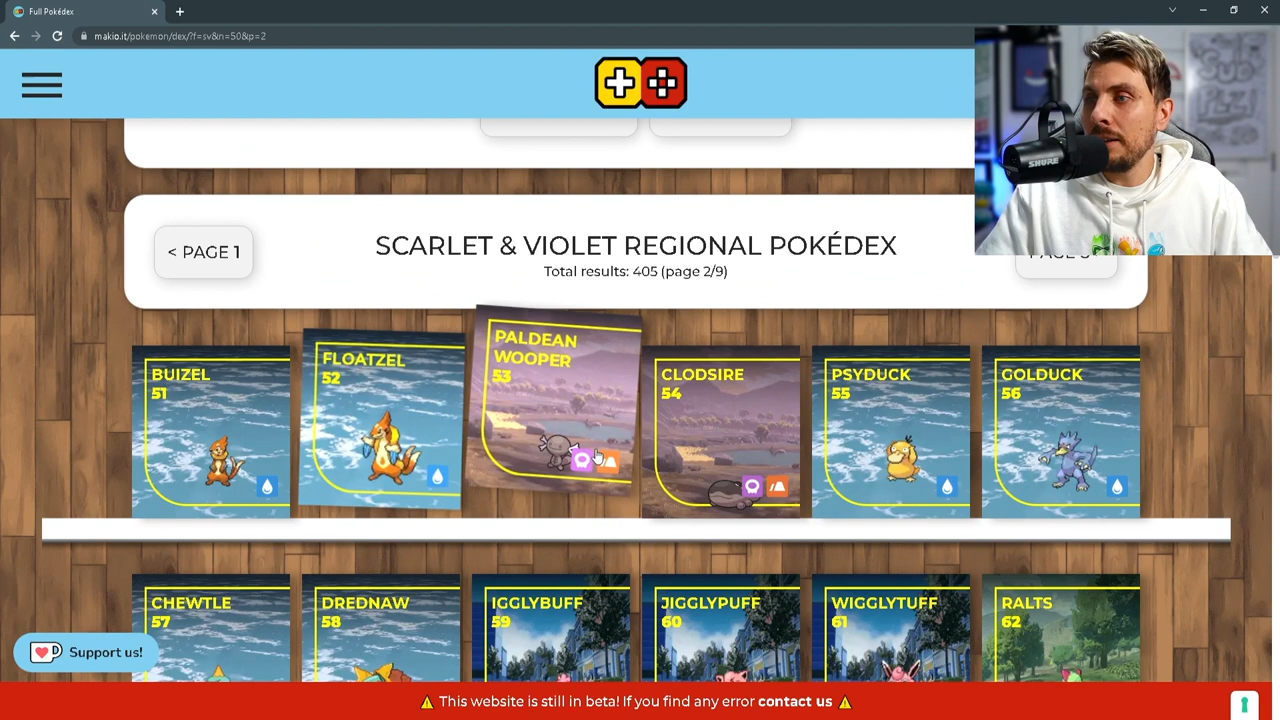 Full Pokédex
makio.it/pokemon/dex/?f=sv&n=50&p=2
SHURE
< PAGE 1
SCARLET & VIOLET REGIONAL POKÉDEX
Total results: 405 (page 2/9)
BUIZEL
51
FLOATZEL
52
PALDEAN
WOOPER
53
CLODSIRE
54
PSYDUCK
55
GOLDUCK
56
CHEWTLE
57
DREDNAW
58
IGGLYBUFF
59
JIGGLYPUFF
60
WIGGLYTUFF
61
RALTS
62
Support us!
⚠ This website is still in beta! If you find any error contact us ⚠